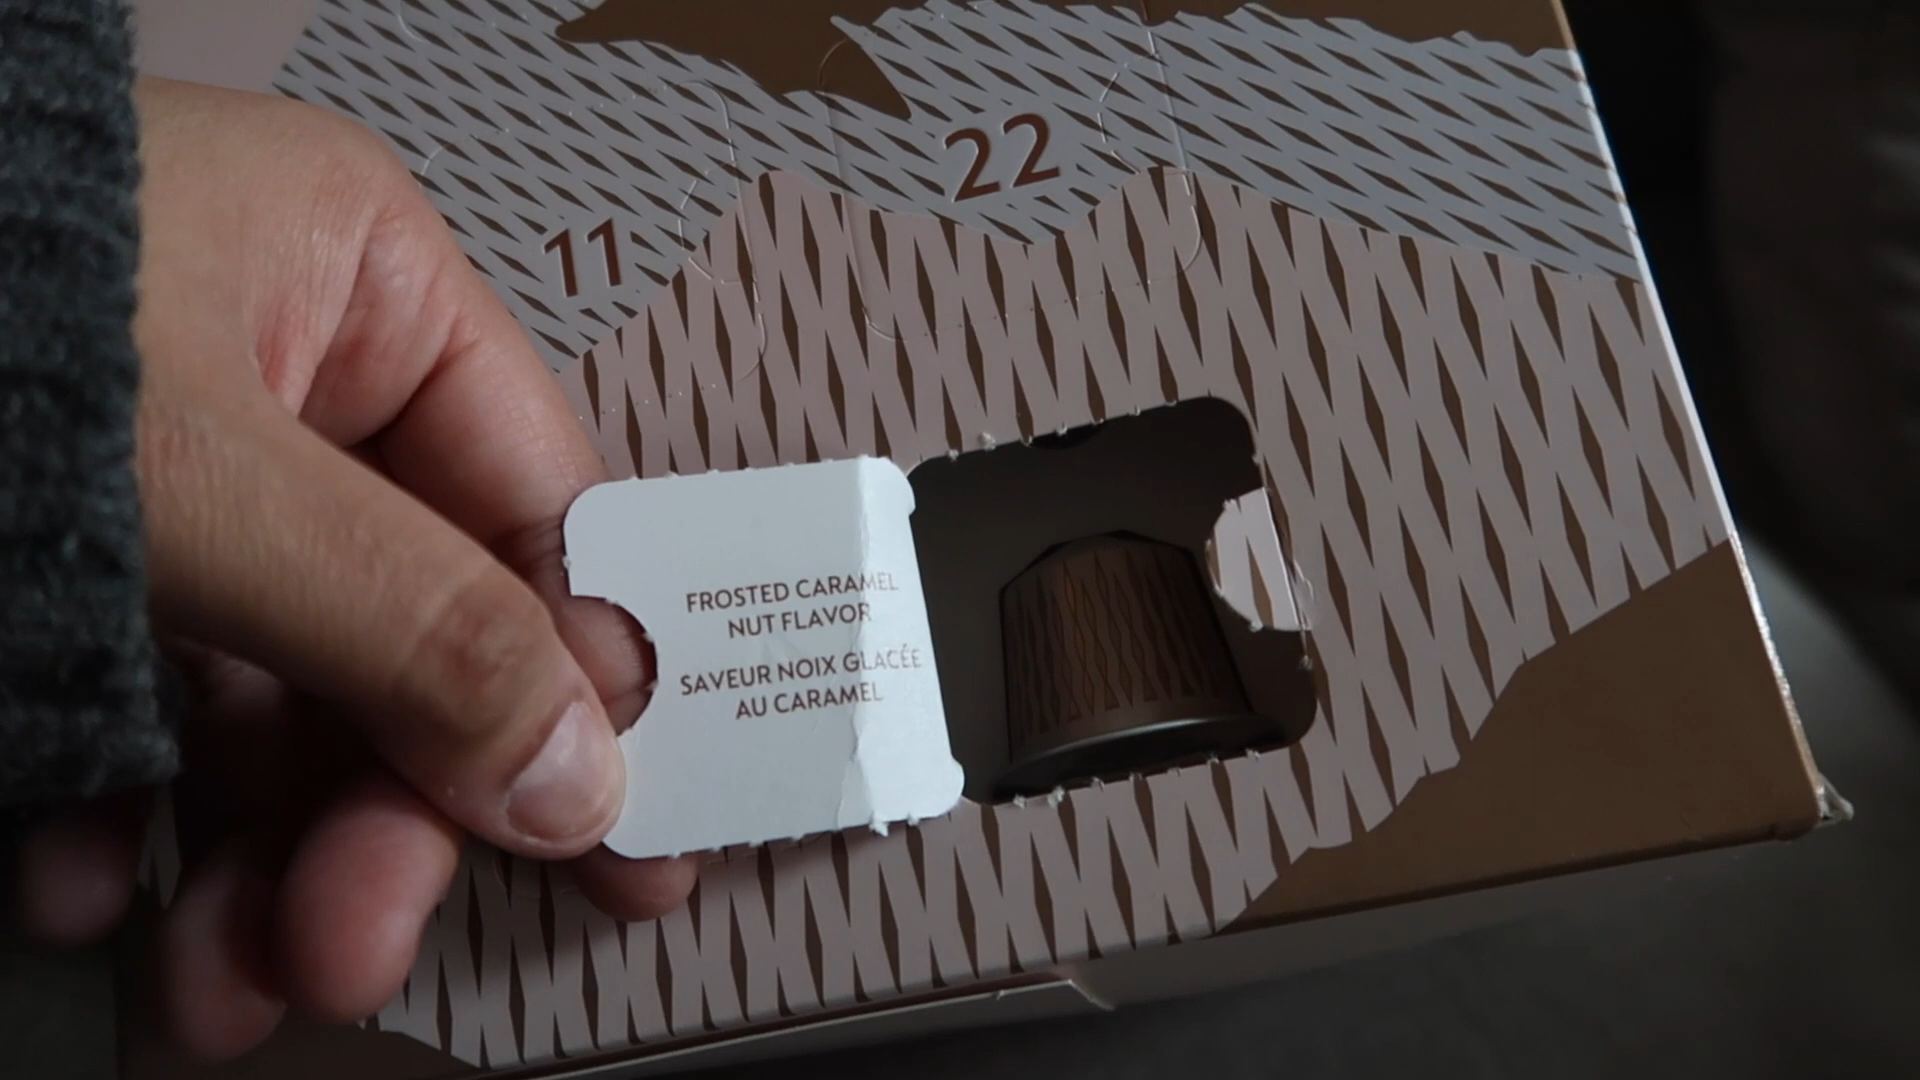 22
11
FROSTED CARAMEL
NUT FLAVOR
SAVEUR NOIX GLACÉE
AU CARAMEL